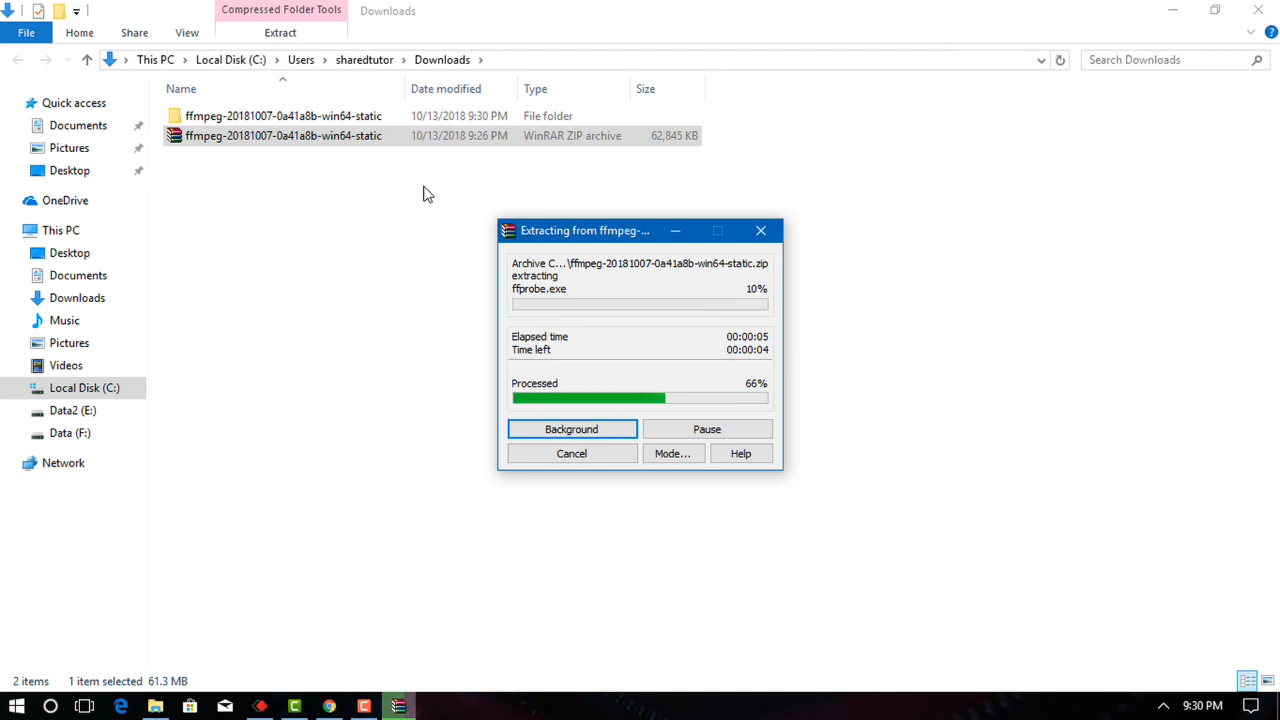 Compressed Folder Tools
Downloads
File
Home
Share
View
Extract
This PC
Local Disk (C:)
Users
sharedtutor
Downloads
Search Downloads
Name
Date modified
Type
Size
ffmpeg-20181007-0a41a8b-win64-static
10/13/2018 9:30 PM
File folder
ffmpeg-20181007-0a41a8b-win64-static
10/13/2018 9:26 PM
WinRAR ZIP archive
62,845 KB
Quick access
Documents
Pictures
Desktop
OneDrive
This PC
Desktop
Documents
Downloads
Music
Pictures
Videos
Local Disk (C:)
Data2 (E:)
Data (F:)
Network
Extracting from ffmpeg-...
Archive C...\ffmpeg-20181007-0a41a8b-win64-static.zip
extracting
ffprobe.exe 10%
Elapsed time 00:00:05
Time left 00:00:04
Processed 66%
Background
Pause
Cancel
Mode...
Help
2 items
1 item selected 61.3 MB
9:30 PM